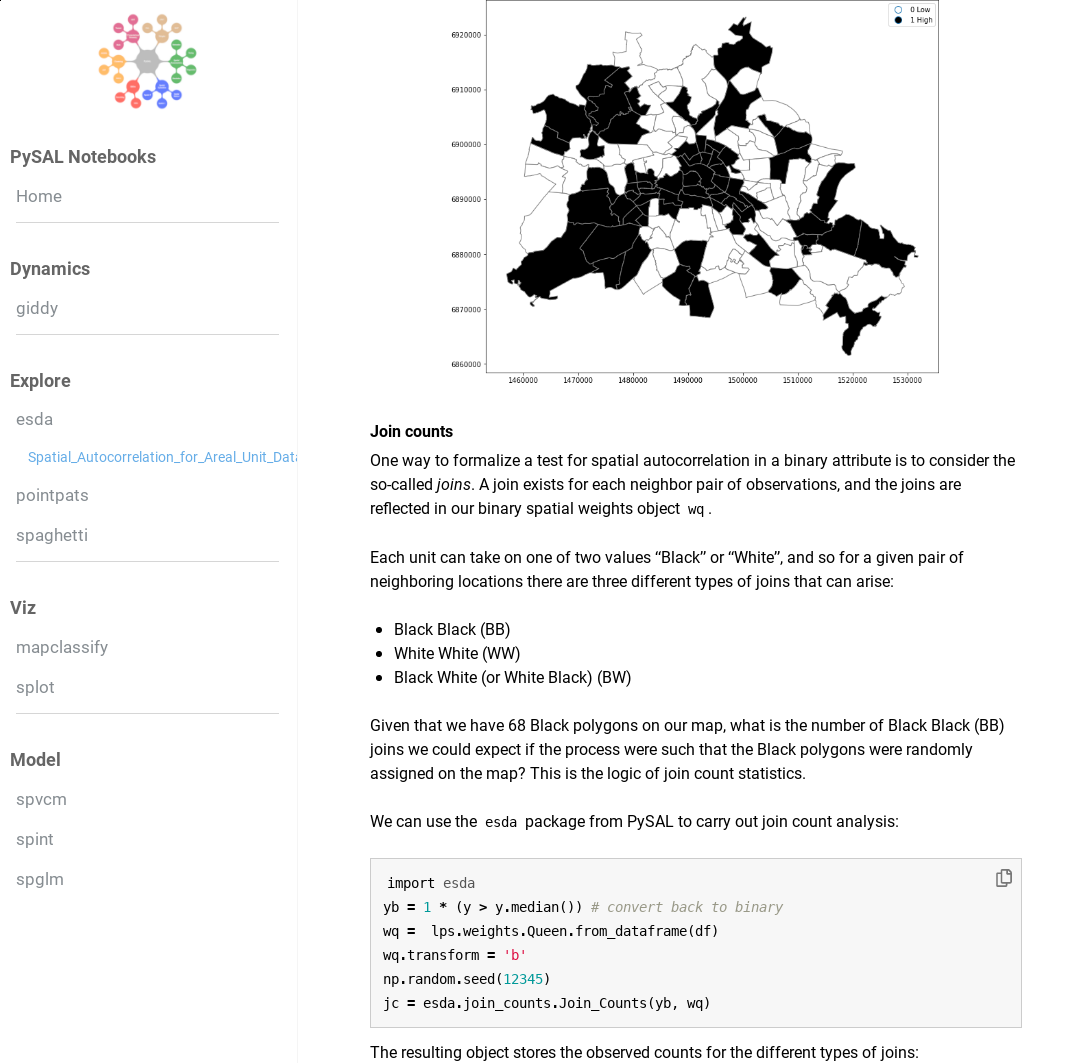 PySAL Notebooks
Home
Dynamics
giddy
Explore
esda
Spatial_Autocorrelation_for_Areal_Unit_Data
pointpats
spaghetti
Viz
mapclassify
splot
Model
spvcm
spint
spglm
0 Low
1 High
6920000
6910000
6900000
6890000
6880000
6870000
6860000
1460000 1470000 1480000 1490000 1500000 1510000 1520000 1530000
Join counts
One way to formalize a test for spatial autocorrelation in a binary attribute is to consider the
so-called joins. A join exists for each neighbor pair of observations, and the joins are
reflected in our binary spatial weights object wq.
Each unit can take on one of two values “Black” or “White”, and so for a given pair of
neighboring locations there are three different types of joins that can arise:
• Black Black (BB)
• White White (WW)
• Black White (or White Black) (BW)
Given that we have 68 Black polygons on our map, what is the number of Black Black (BB)
joins we could expect if the process were such that the Black polygons were randomly
assigned on the map? This is the logic of join count statistics.
We can use the esda package from PySAL to carry out join count analysis:
import esda
yb = 1 * (y > y.median()) # convert back to binary
wq =  lps.weights.Queen.from_dataframe(df)
wq.transform = 'b'
np.random.seed(12345)
jc = esda.join_counts.Join_Counts(yb, wq)
The resulting object stores the observed counts for the different types of joins: